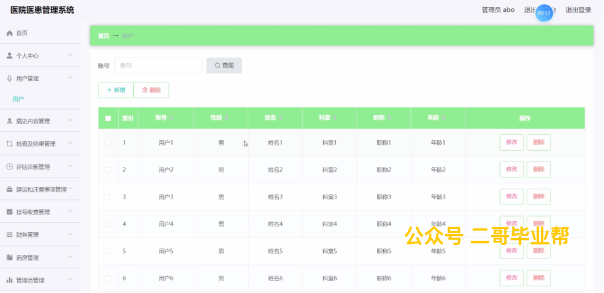 医院医患管理系统
管理员 abo
退出登录
首页
个人中心
用户管理
用户
病史内容管理
检查及结果管理
评估诊断管理
建议和注意事项管理
挂号收费管理
财务管理
药房管理
管理员管理
首页 用户
账号 账号 查询
+ 新增 删除
索引 账号 性别 姓名 科室 职称 年龄 操作
1 用户1 男 姓名1 科室1 职称1 年龄1 修改 删除
2 用户2 男 姓名2 科室2 职称2 年龄2 修改 删除
3 用户3 男 姓名3 科室3 职称3 年龄3 修改 删除
4 用户4 男 姓名4 科室4 职称4 年龄4 修改 删除
5 用户5 男 姓名5 科室5 职称5 年龄5 修改 删除
6 用户6 男 姓名6 科室6 职称6 年龄6 修改 删除
公众号 二哥毕业帮